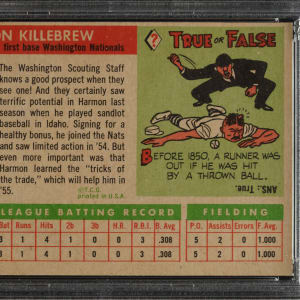 ON KILLEBREW
first base Washington Nationals
The Washington Scouting Staff
knows a good prospect when they
see one! And they certainly saw
terrific potential in Harmon last
season when he played sandlot
baseball in Idaho. Signing for a
healthy bonus, he joined the Nats
and saw limited action in '54. But
even more important was that
Harmon learned the "tricks of
the trade," which will help him in
'55.
© T.C.G.
printed in U.S.A.
?
TRUE OR FALSE
BEFORE 1850, A RUNNER WAS
OUT IF HE WAS HIT
BY A THROWN BALL.
ANS. True.
LEAGUE BATTING RECORD
Bat Runs Hits 2b 3b H.R. R.B.I. B. Avg
3 1 4 1 0 0 3 .308
3 1 4 1 0 0 3 .308
FIELDING
P.O. Assists Errors F. Avg.
5 2 0 1.000
5 2 0 1.000